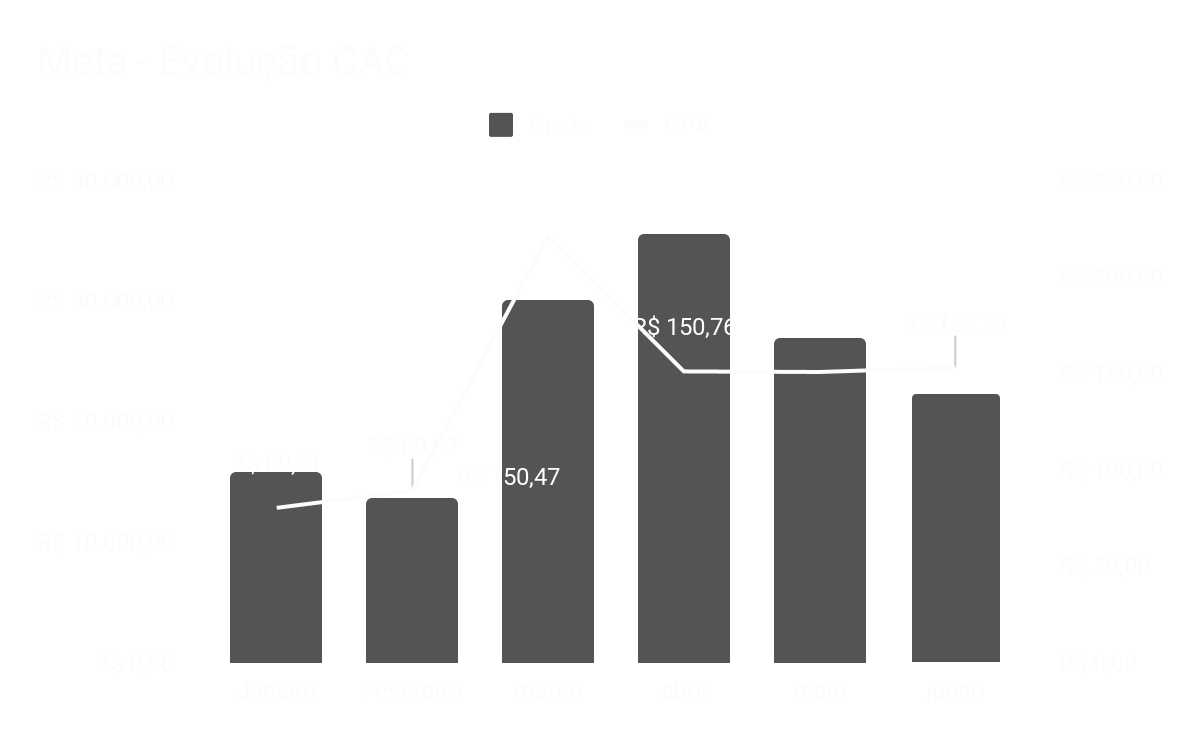 Meta - Evolução CAC
Custo CPA
R$ 40 000,00
R$ 30 000,00
R$ 20 000,00
R$ 10 000,00
R$ 0,00
R$ 250,00
R$ 200,00
R$ 150,00
R$ 100,00
R$ 50,00
R$ 0,00
R$ 150,76
R$ 152,79
R$ 150,47
Janeiro Fevereiro março abril maio junho